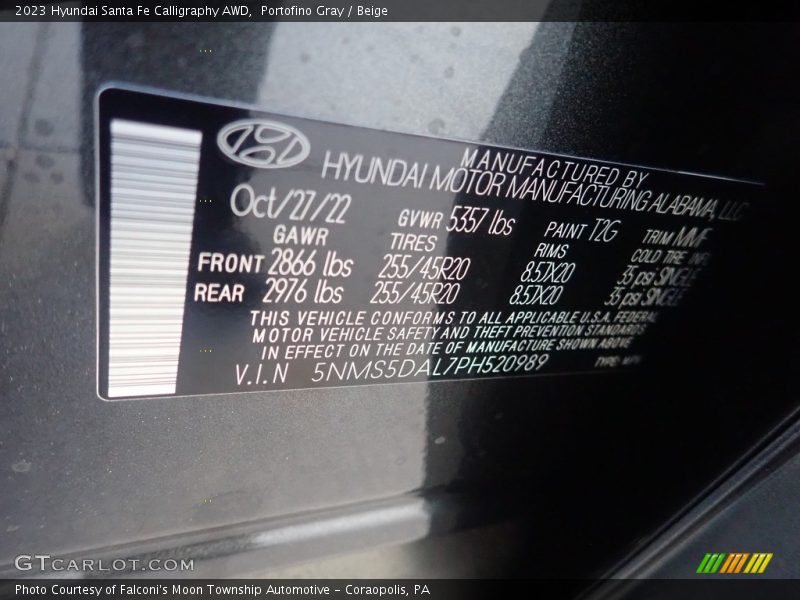 2023 Hyundai Santa Fe Calligraphy AWD,  Portofino Gray / Beige
MANUFACTURED BY
HYUNDAI MOTOR MANUFACTURING ALABAMA, LLC
Oct/27/22 GVWR 5357 lbs PAINT T2G TRIM MMF
GAWR TIRES RIMS COLD TIRE INF
FRONT 2866 lbs 255/45R20 8.5JX20 35 psi SINGLE
REAR 2976 lbs 255/45R20 8.5JX20 35 psi SINGLE
THIS VEHICLE CONFORMS TO ALL APPLICABLE U.S.A. FEDERAL
MOTOR VEHICLE SAFETY AND THEFT PREVENTION STANDARDS
IN EFFECT ON THE DATE OF MANUFACTURE SHOWN ABOVE
V.I.N 5NMS5DAL7PH520989 TYPE: MPV
GTCARLOT.COM
Photo Courtesy of Falconi's Moon Township Automotive – Coraopolis, PA